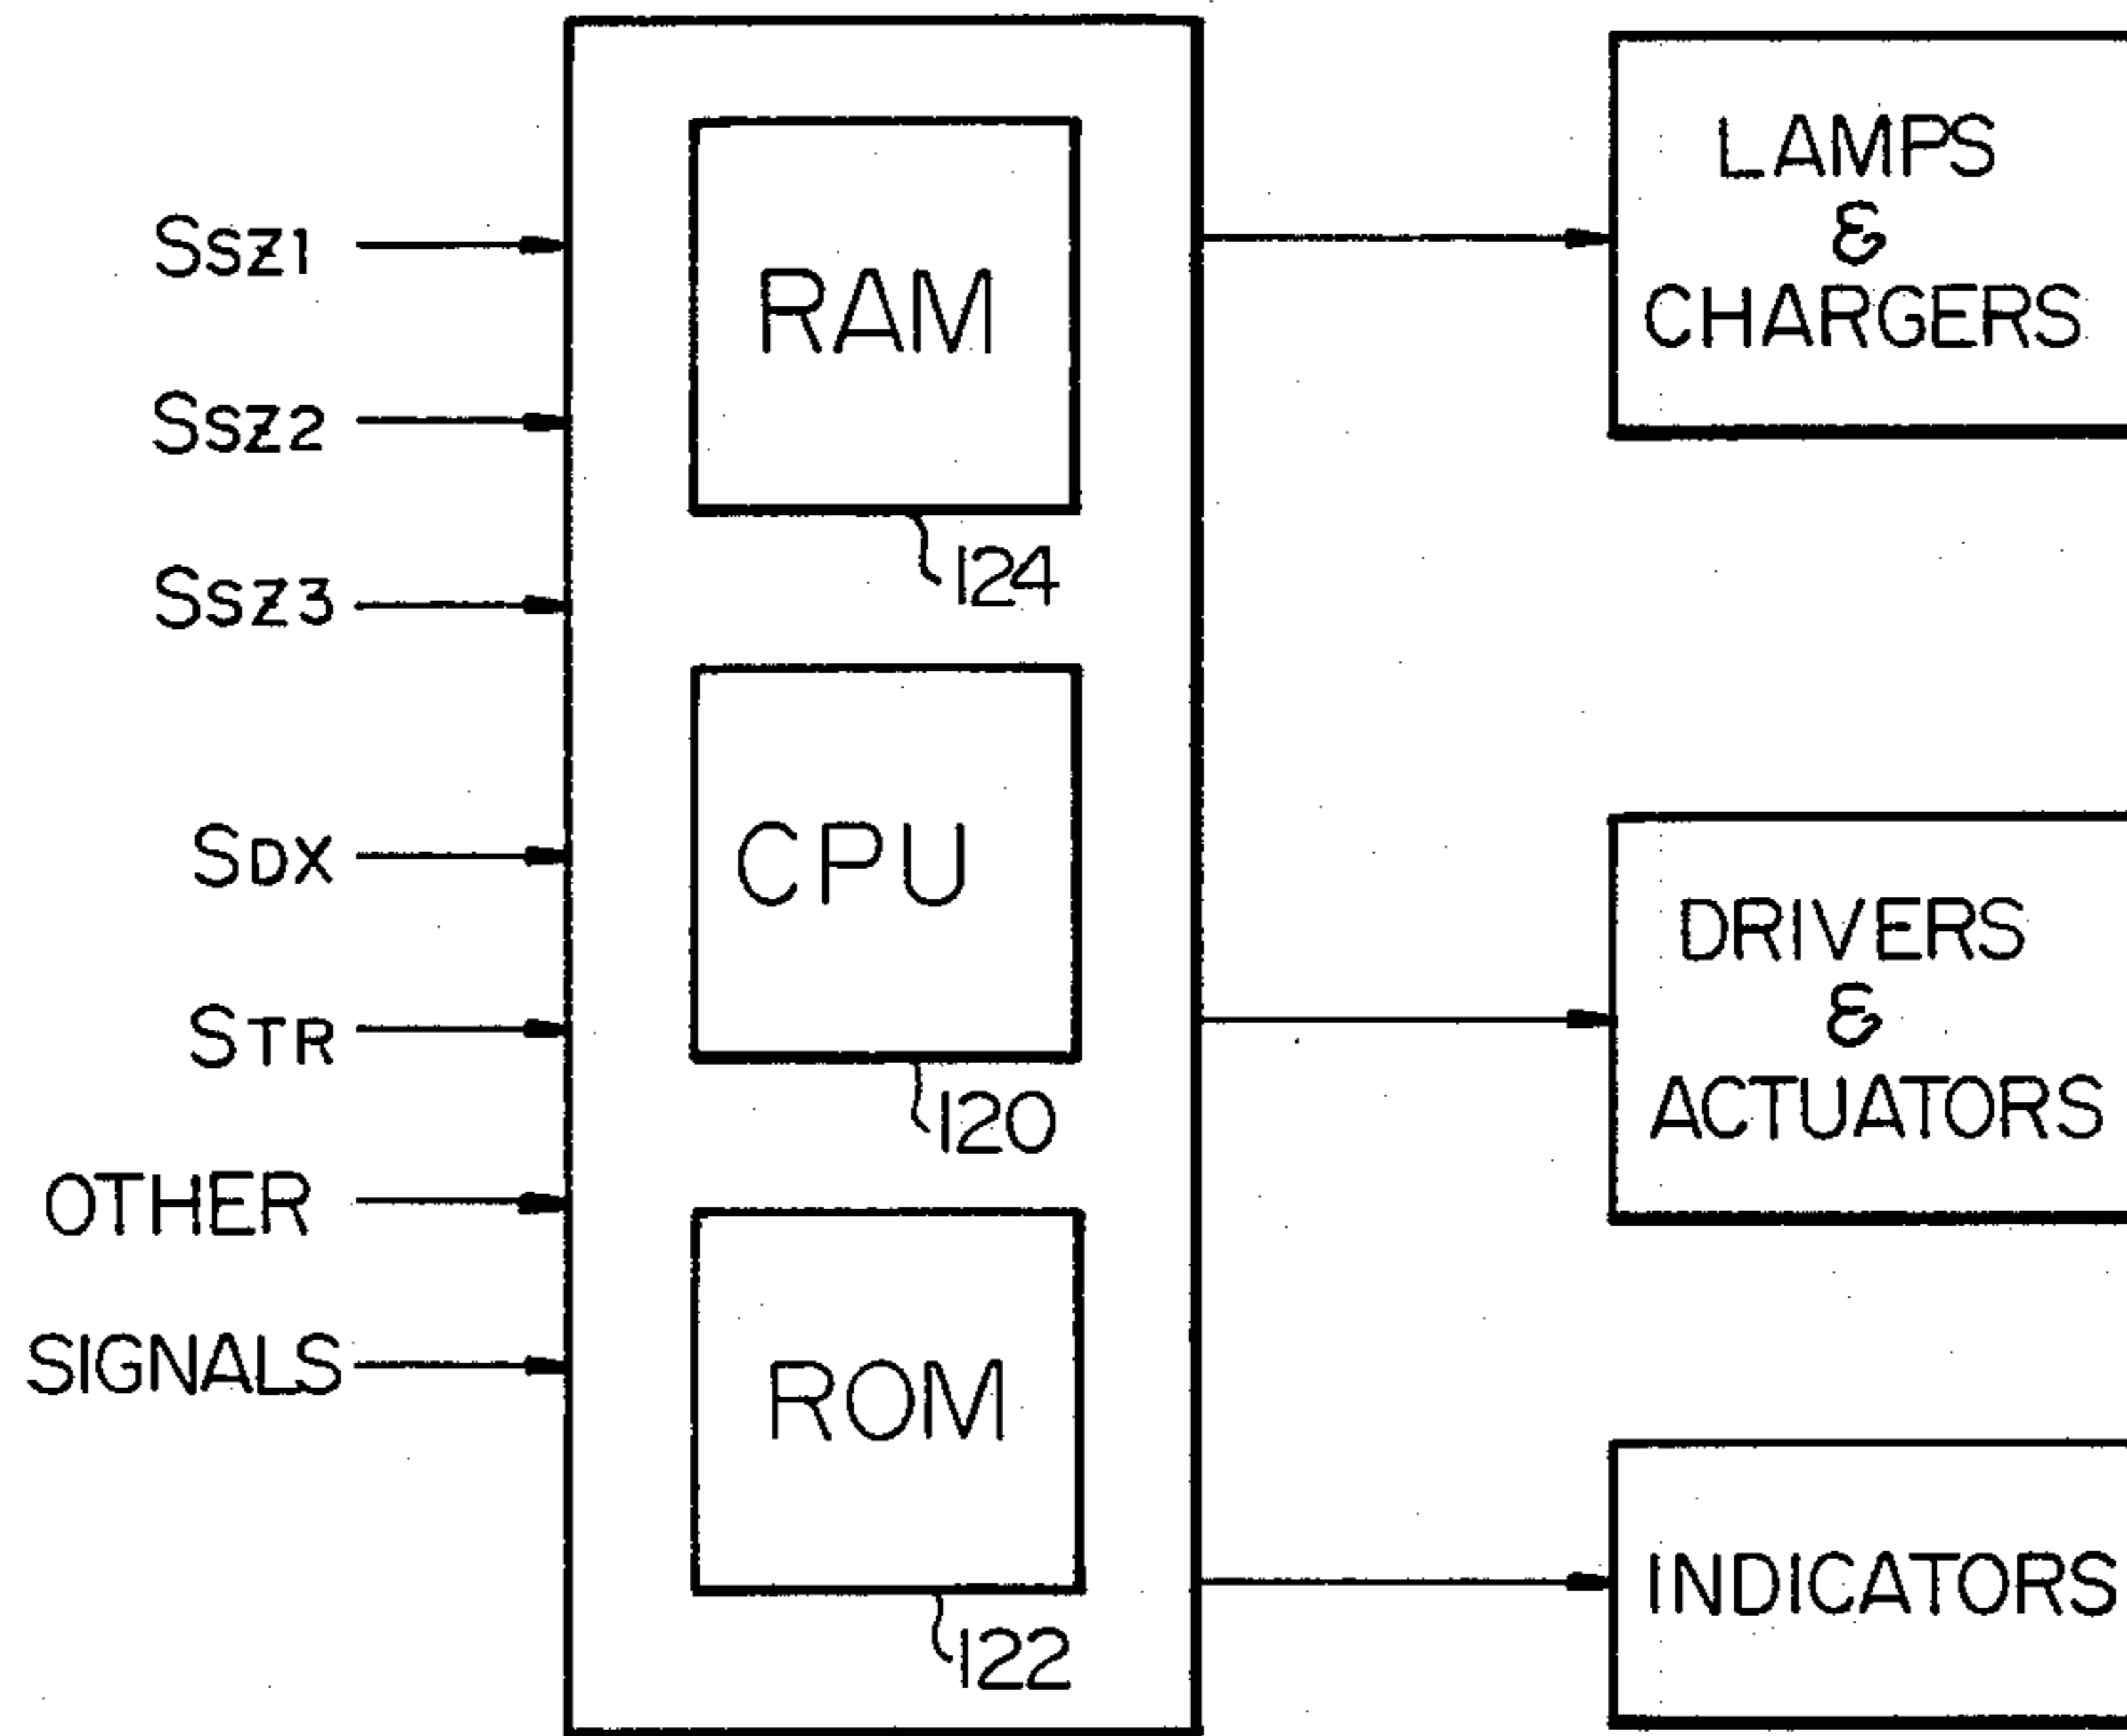 SSZ1
SSZ2
SSZ3
SDX
STR
OTHER
SIGNALS
RAM
124
CPU
120
ROM
122
LAMPS
&
CHARGERS
DRIVERS
&
ACTUATORS
INDICATORS